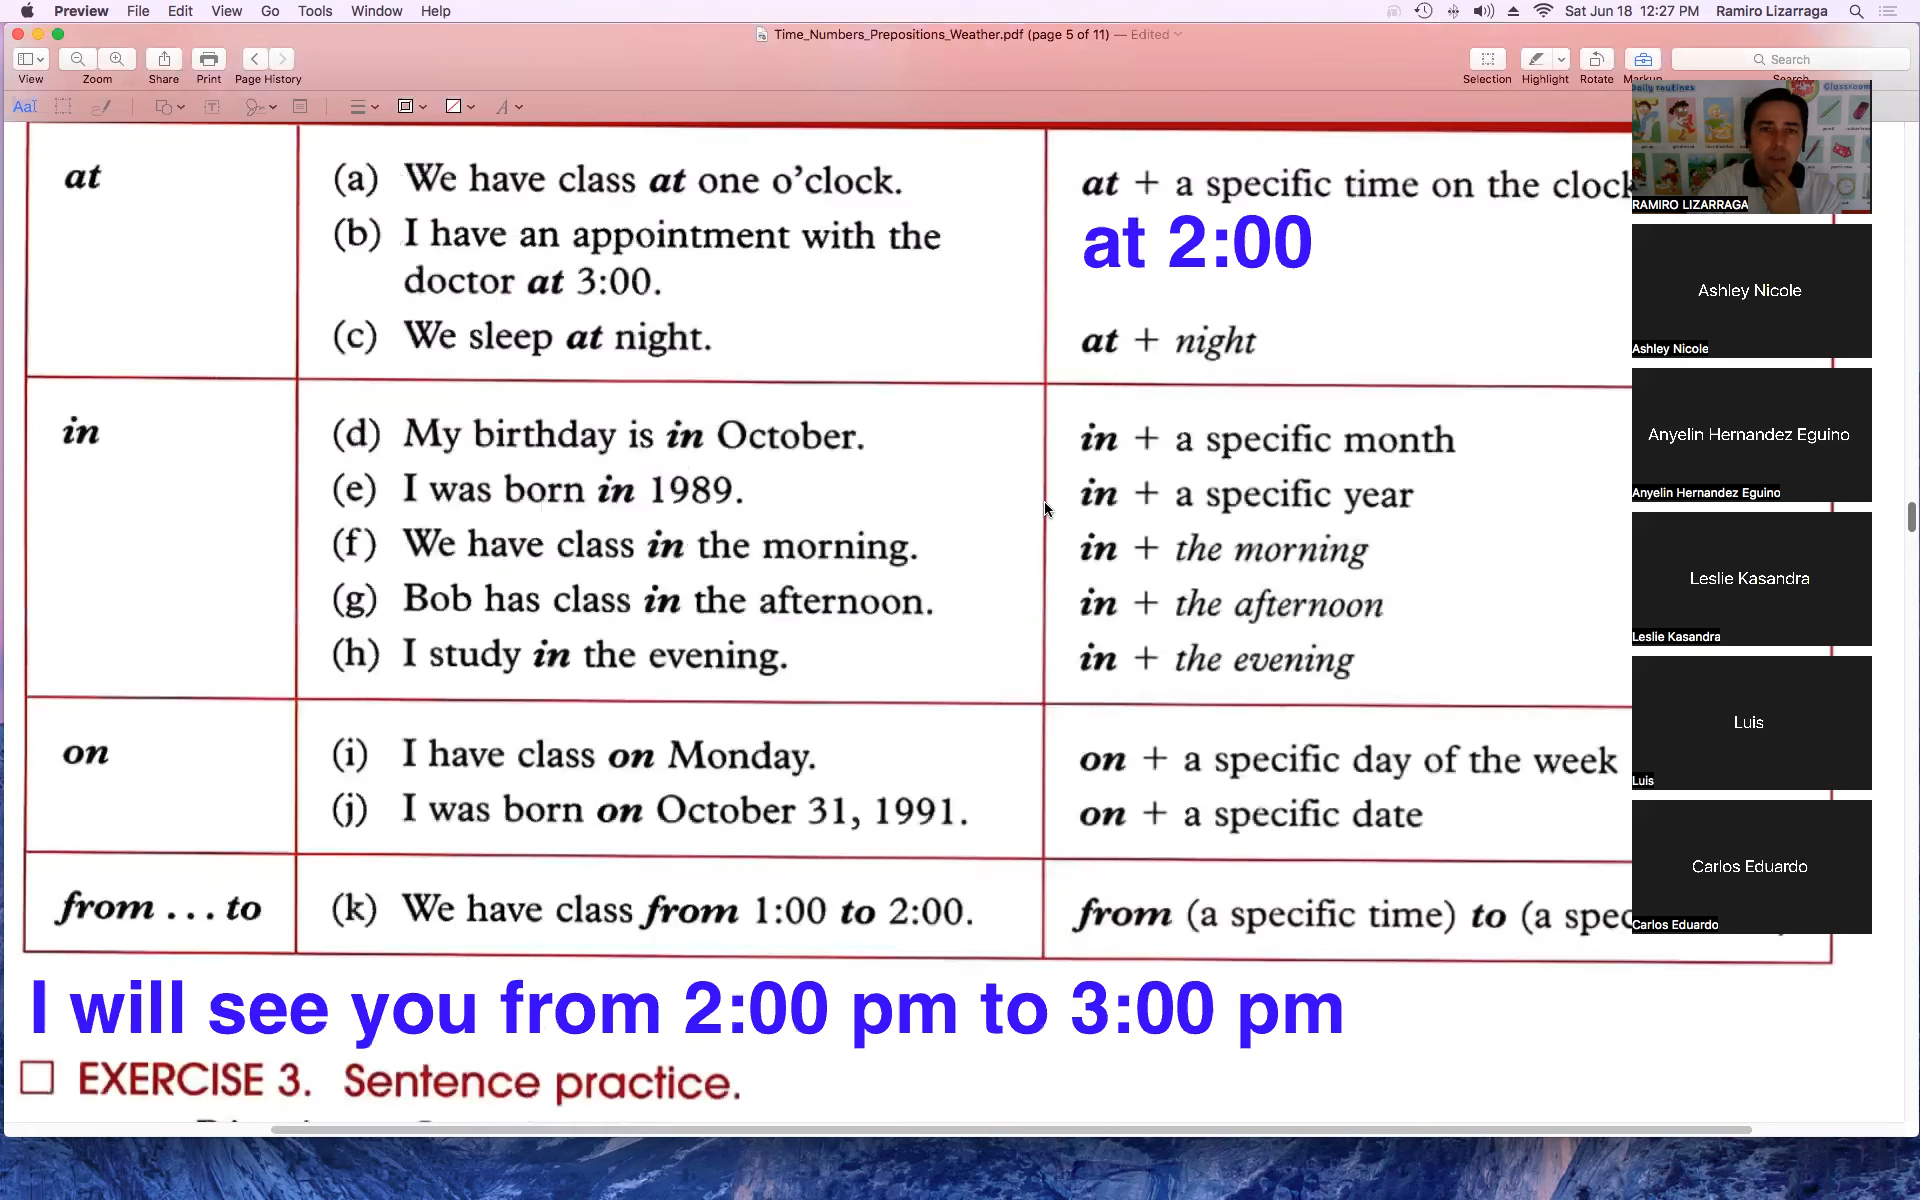 Preview File Edit View Go Tools Window Help
Sat Jun 18 12:27 PM Ramiro Lizarraga
Time_Numbers_Prepositions_Weather.pdf (page 5 of 11) — Edited
View Zoom Share Print Page History
Selection Highlight Rotate Markup Search
Search
Daily routines
Classroom
RAMIRO LIZARRAGA
at
(a) We have class at one o'clock.
(b) I have an appointment with the
doctor at 3:00.
(c) We sleep at night.
at + a specific time on the clock
at 2:00
at + night
in
(d) My birthday is in October.
(e) I was born in 1989.
(f) We have class in the morning.
(g) Bob has class in the afternoon.
(h) I study in the evening.
in + a specific month
in + a specific year
in + the morning
in + the afternoon
in + the evening
on
(i) I have class on Monday.
(j) I was born on October 31, 1991.
on + a specific day of the week
on + a specific date
from . . . to
(k) We have class from 1:00 to 2:00.
from (a specific time) to (a spec
I will see you from 2:00 pm to 3:00 pm
EXERCISE 3. Sentence practice.
Ashley Nicole
Ashley Nicole
Anyelin Hernandez Eguino
Anyelin Hernandez Eguino
Leslie Kasandra
Leslie Kasandra
Luis
Luis
Carlos Eduardo
Carlos Eduardo